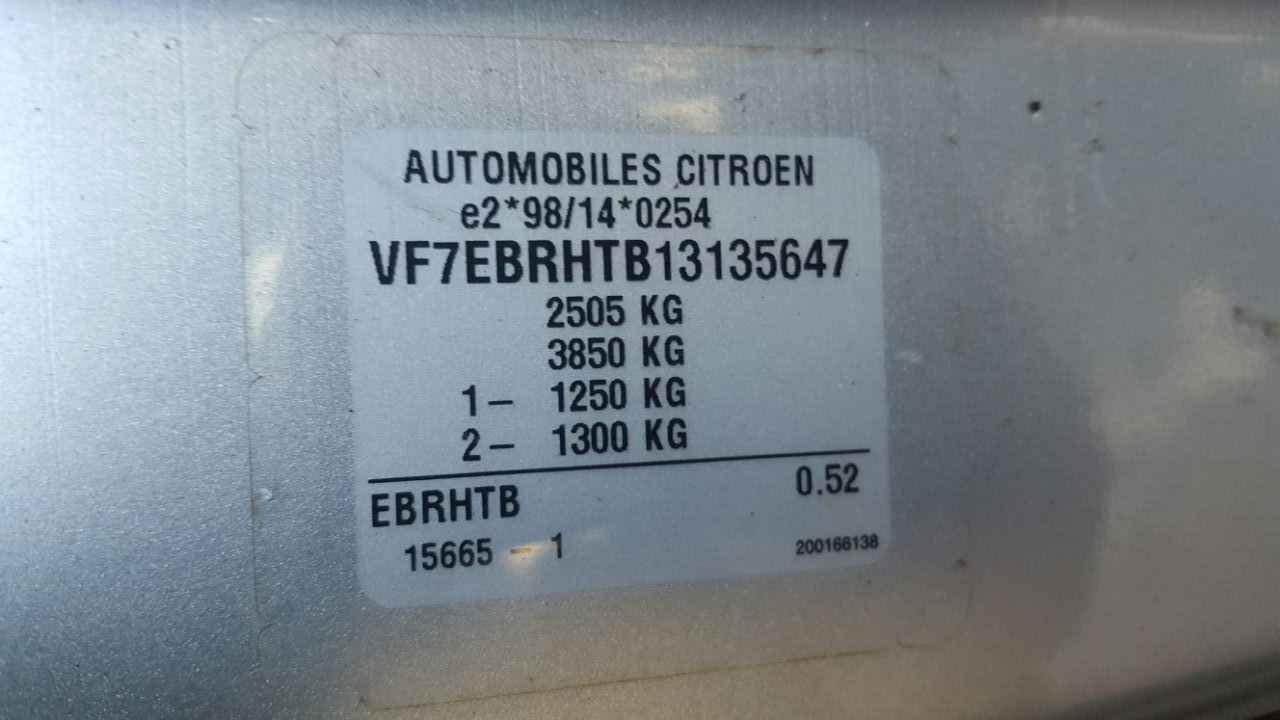 AUTOMOBILES CITROEN
e2*98/14*0254
VF7EBRHTB13135647
2505 KG
3850 KG
1- 1250 KG
2- 1300 KG
EBRHTB 0.52
15665 - 1 200166138